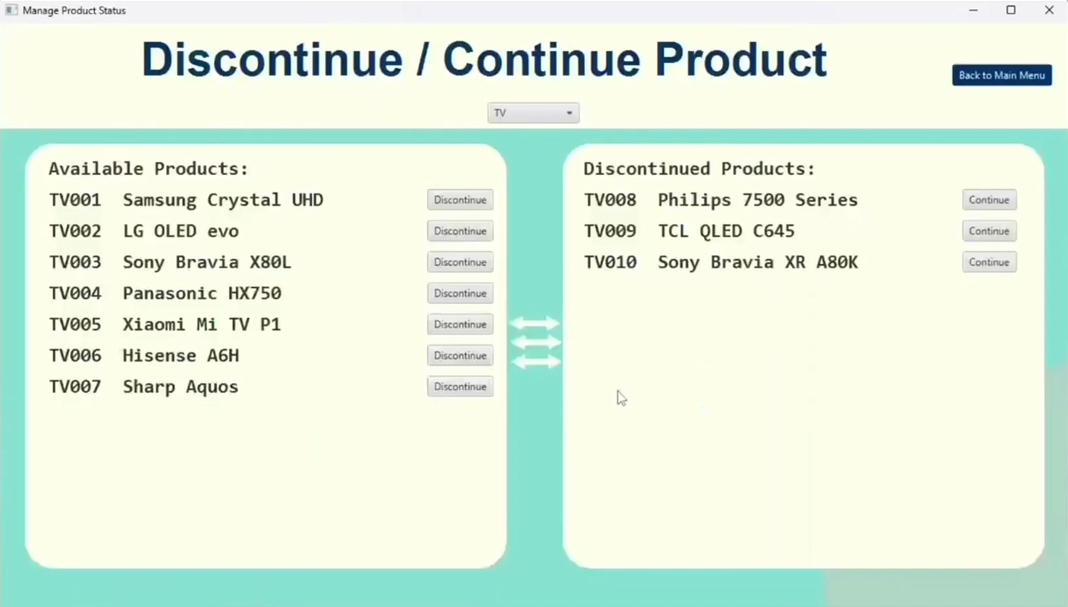 Manage Product Status
Discontinue / Continue Product
Back to Main Menu
TV
Available Products:
TV001 Samsung Crystal UHD Discontinue
TV002 LG OLED evo Discontinue
TV003 Sony Bravia X80L Discontinue
TV004 Panasonic HX750 Discontinue
TV005 Xiaomi Mi TV P1 Discontinue
TV006 Hisense A6H Discontinue
TV007 Sharp Aquos Discontinue
Discontinued Products:
TV008 Philips 7500 Series Continue
TV009 TCL QLED C645 Continue
TV010 Sony Bravia XR A80K Continue